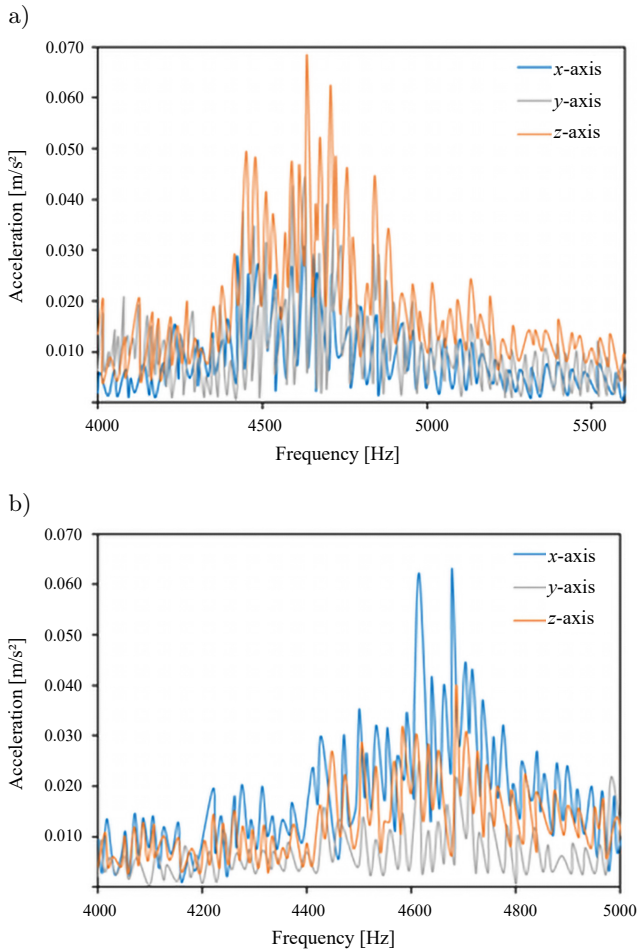 a)
0.070
0.060
0.050
0.040
0.030
0.020
0.010
Acceleration [m/s²]
x-axis
y-axis
z-axis
4000 4500 5000 5500
Frequency [Hz]
b)
0.070
0.060
0.050
0.040
0.030
0.020
0.010
Acceleration [m/s²]
x-axis
y-axis
z-axis
4000 4200 4400 4600 4800 5000
Frequency [Hz]